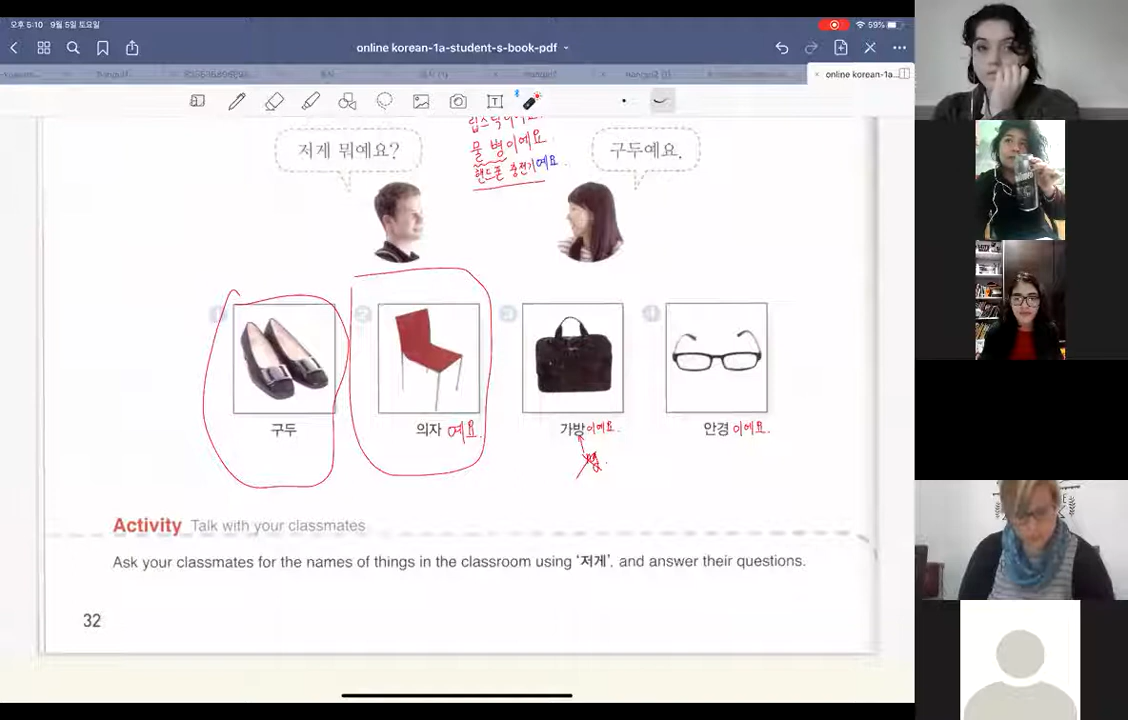 오후 5:10 9월 5일 토요일
59%
online korean-1a-student-s-book-pdf
online korean-1a...
립스틱이에요.
저게 뭐예요?
물 병이에요
구두예요.
핸드폰 충전기예요.
1
2
3
4
구두
의자 예요.
가방이에요.
안경 이에요.
Activity Talk with your classmates
Ask your classmates for the names of things in the classroom using '저게', and answer their questions.
32